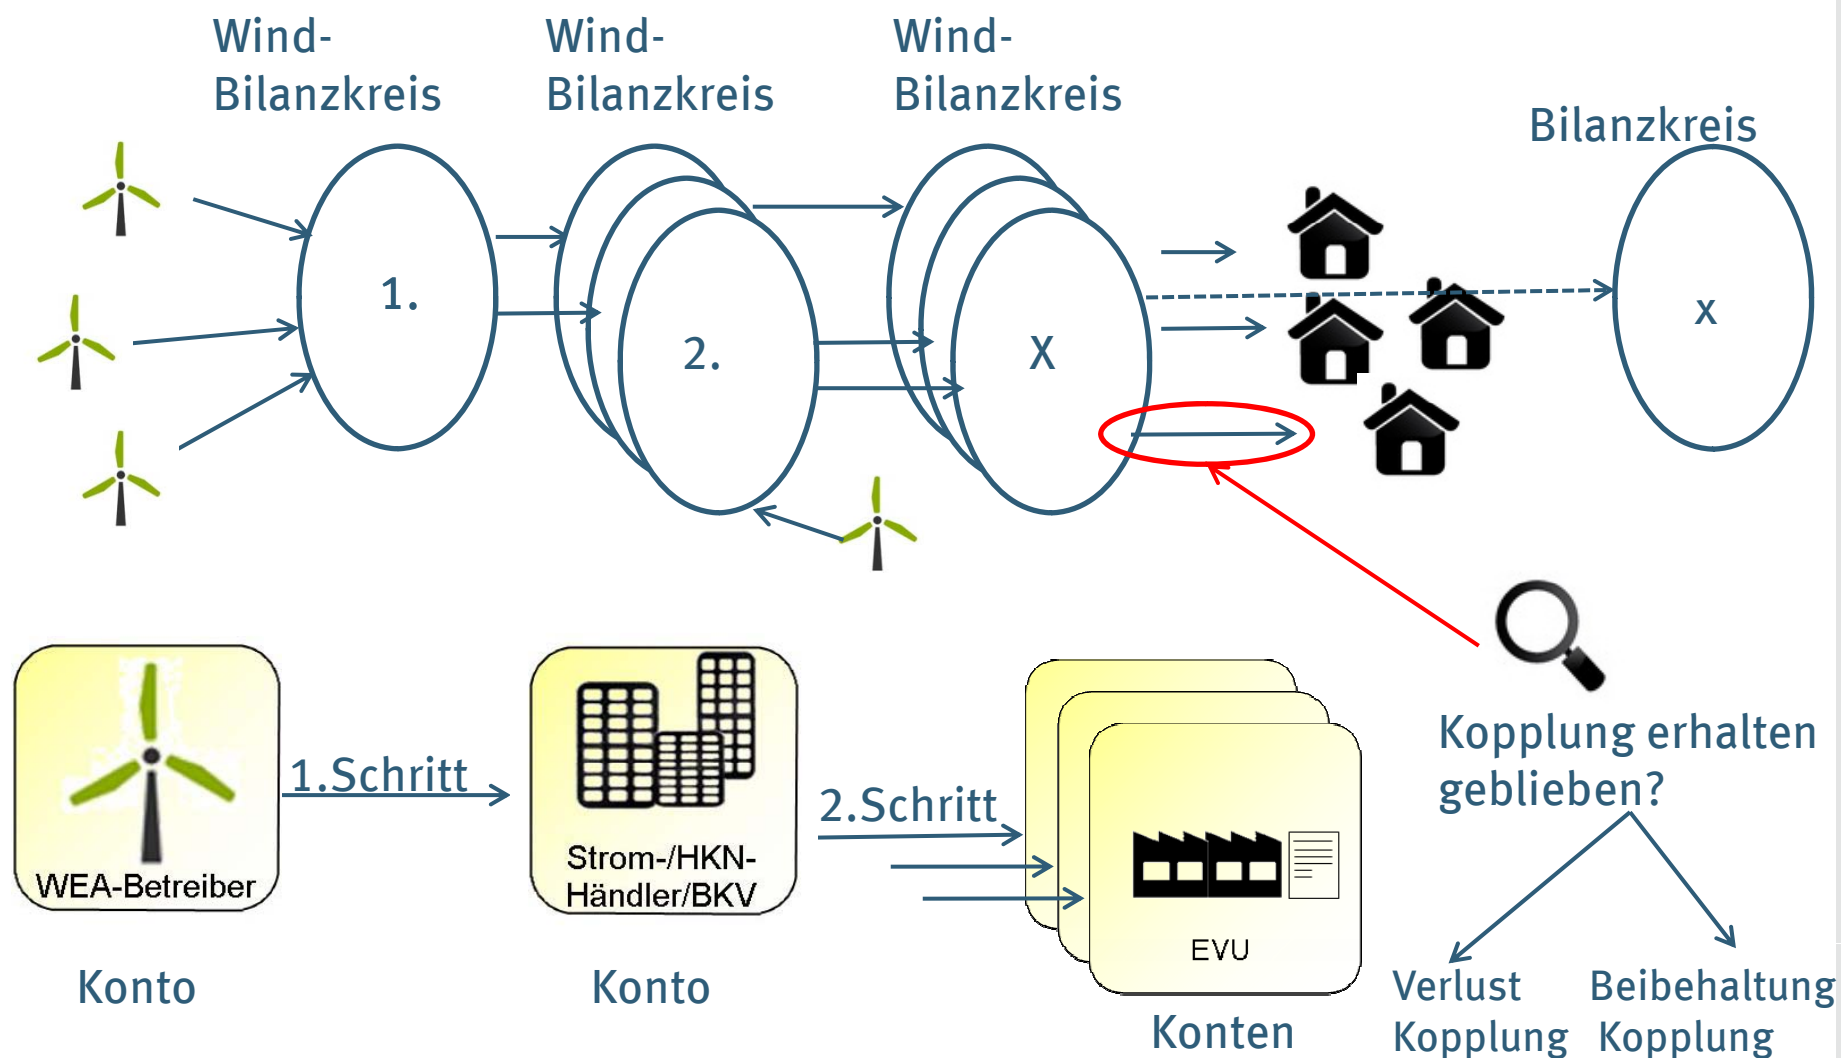 Wind-
Bilanzkreis
Wind-
Bilanzkreis
Wind-
Bilanzkreis
Bilanzkreis
1.
2.
X
x
WEA-Betreiber
1.Schritt
Strom-/HKN-
Händler/BKV
2.Schritt
EVU
Konto
Konto
Konten
Kopplung erhalten
geblieben?
Verlust
Kopplung
Beibehaltung
Kopplung